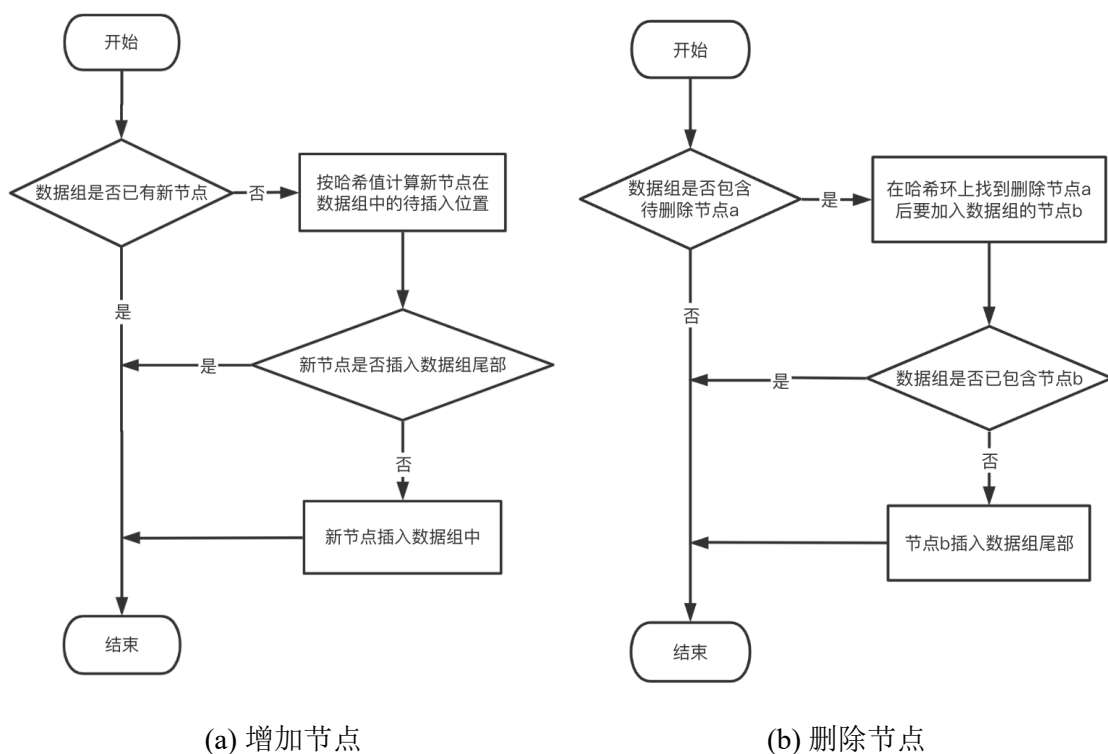 开始
数据组是否已有新节点
否
按哈希值计算新节点在
数据组中的待插入位置
是
新节点是否插入数据组尾部
是
否
新节点插入数据组中
结束
(a) 增加节点
开始
数据组是否包含
待删除节点a
是
在哈希环上找到删除节点a
后要加入数据组的节点b
否
数据组是否已包含节点b
是
否
节点b插入数据组尾部
结束
(b) 删除节点